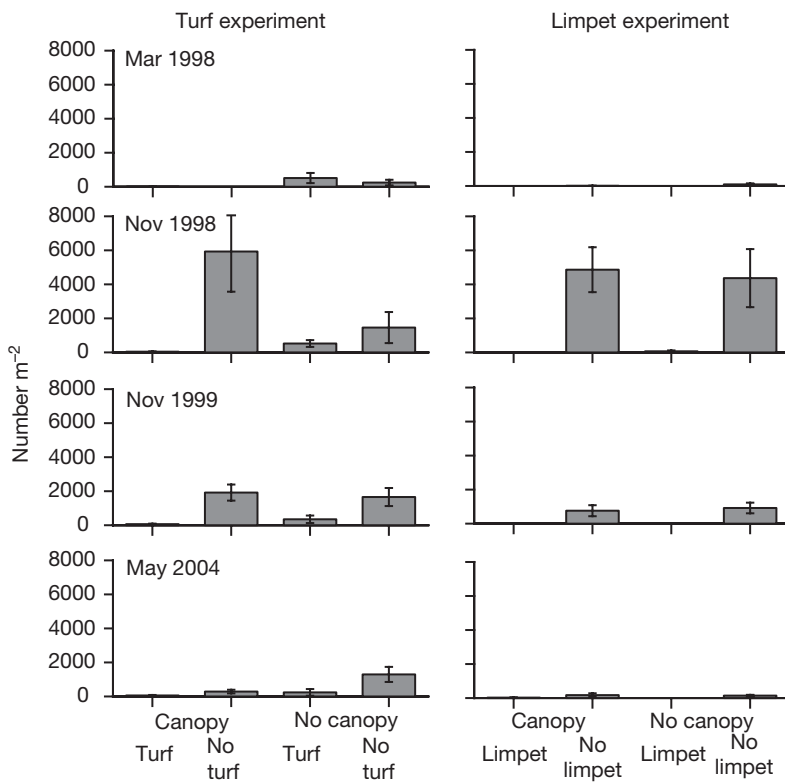 Turf experiment
Limpet experiment
Number m⁻²
Mar 1998
8000
6000
4000
2000
0
Nov 1998
8000
6000
4000
2000
0
Nov 1999
8000
6000
4000
2000
0
May 2004
8000
6000
4000
2000
0
Canopy
No canopy
Turf
No turf
Turf
No turf
Canopy
No canopy
Limpet
No limpet
Limpet
No limpet